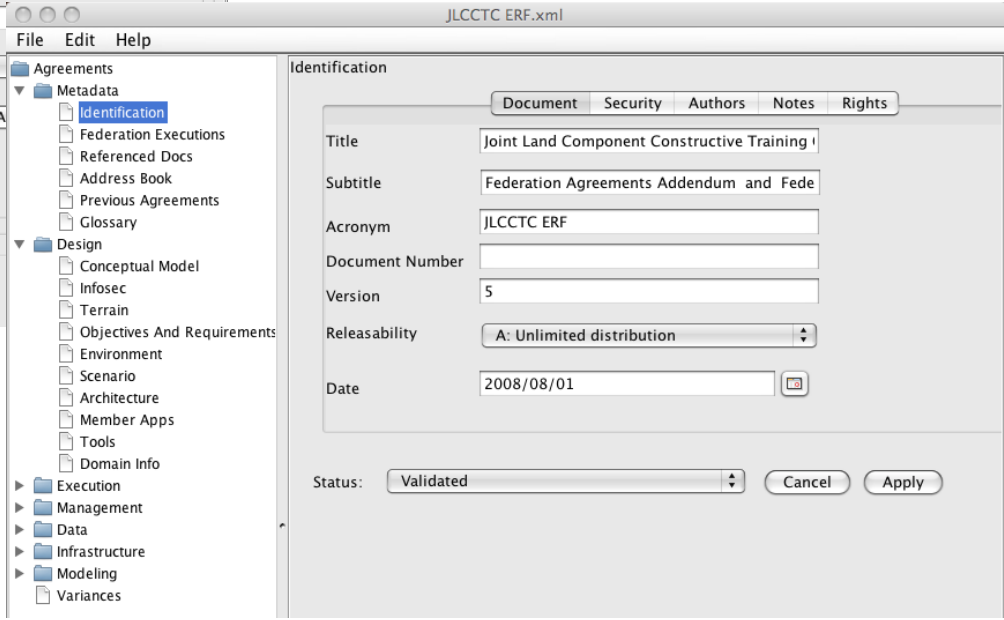 JLCCTC ERF.xml
File Edit Help
Agreements
Metadata
Identification
Federation Executions
Referenced Docs
Address Book
Previous Agreements
Glossary
Design
Conceptual Model
Infosec
Terrain
Objectives And Requirements
Environment
Scenario
Architecture
Member Apps
Tools
Domain Info
Execution
Management
Data
Infrastructure
Modeling
Variances
Identification
Document Security Authors Notes Rights
Title Joint Land Component Constructive Training
Subtitle Federation Agreements Addendum and Fede
Acronym JLCCTC ERF
Document Number
Version 5
Releasability A: Unlimited distribution
Date 2008/08/01
Status: Validated Cancel Apply